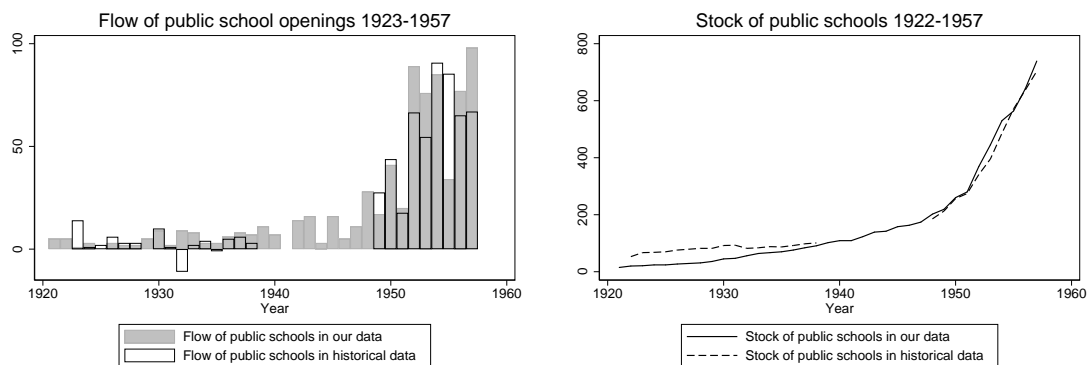 Flow of public school openings 1923-1957
100
50
0
1920 1930 1940 1950 1960
Year
Flow of public schools in our data
Flow of public schools in historical data
Stock of public schools 1922-1957
800
600
400
200
0
1920 1930 1940 1950 1960
Year
Stock of public schools in our data
Stock of public schools in historical data